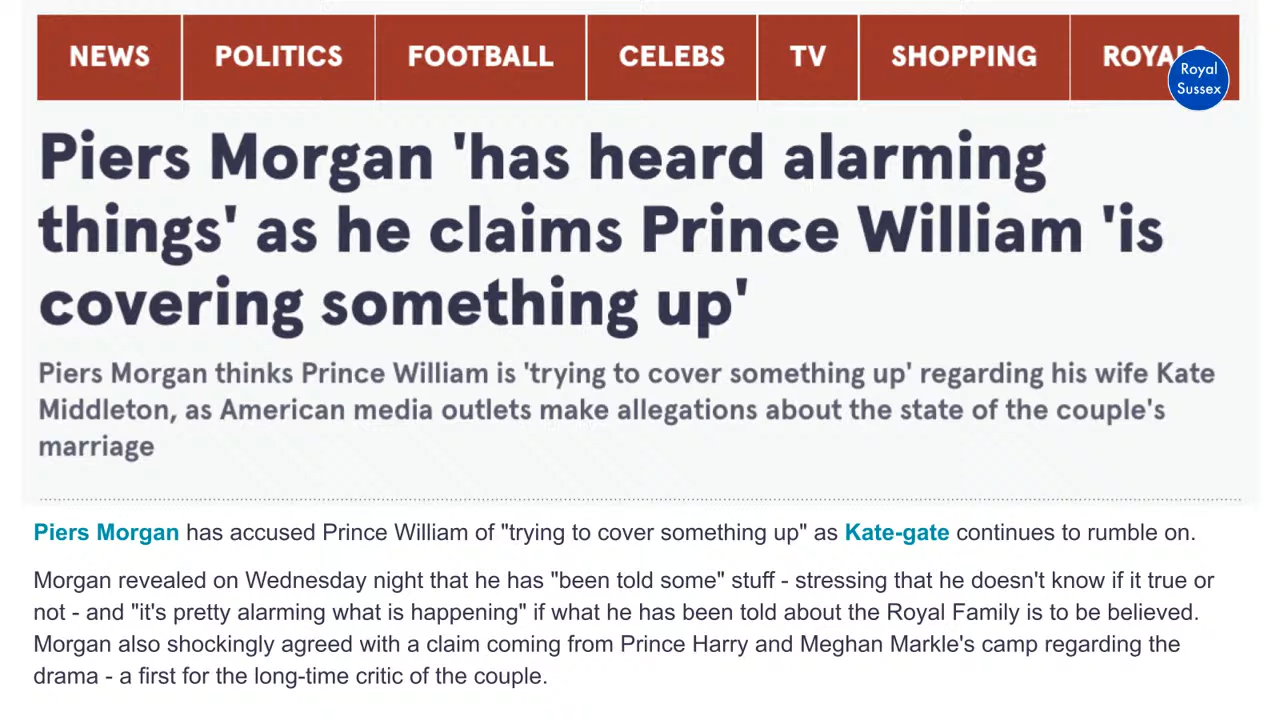 NEWS POLITICS FOOTBALL CELEBS TV SHOPPING
Royal
Sussex
Piers Morgan 'has heard alarming
things' as he claims Prince William 'is
covering something up'
Piers Morgan thinks Prince William is 'trying to cover something up' regarding his wife Kate
Middleton, as American media outlets make allegations about the state of the couple's
marriage
Piers Morgan has accused Prince William of "trying to cover something up" as Kate-gate continues to rumble on.
Morgan revealed on Wednesday night that he has "been told some" stuff - stressing that he doesn't know if it true or
not - and "it's pretty alarming what is happening" if what he has been told about the Royal Family is to be believed.
Morgan also shockingly agreed with a claim coming from Prince Harry and Meghan Markle's camp regarding the
drama - a first for the long-time critic of the couple.